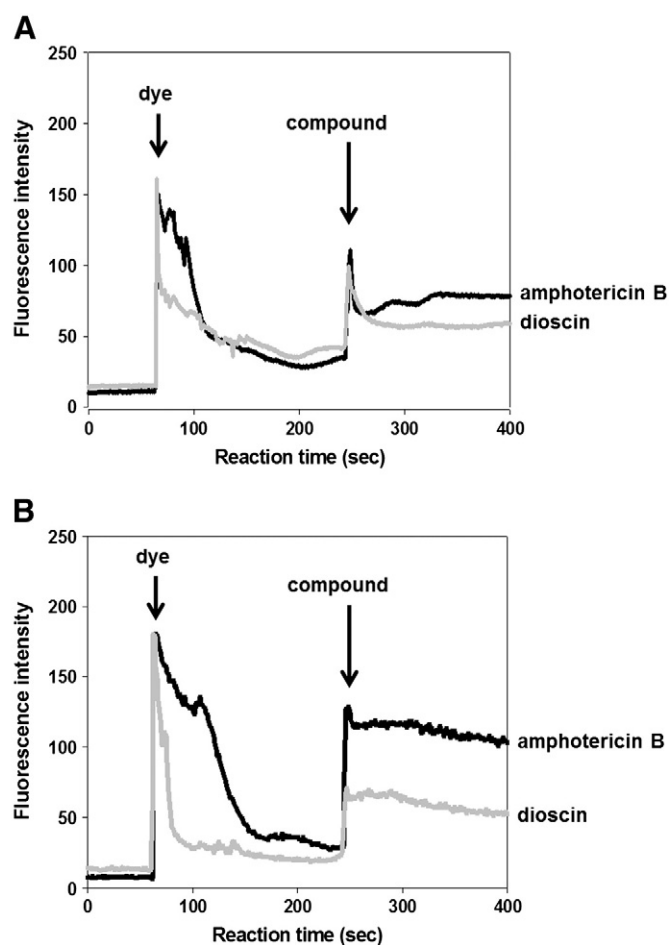 A
250
dye
200
compound
150
Fluorescence intensity
100
amphotericin B
dioscin
50
0
0 100 200 300 400
Reaction time (sec)
B
250
dye
200
compound
150
Fluorescence intensity
amphotericin B
100
dioscin
50
0
0 100 200 300 400
Reaction time (sec)